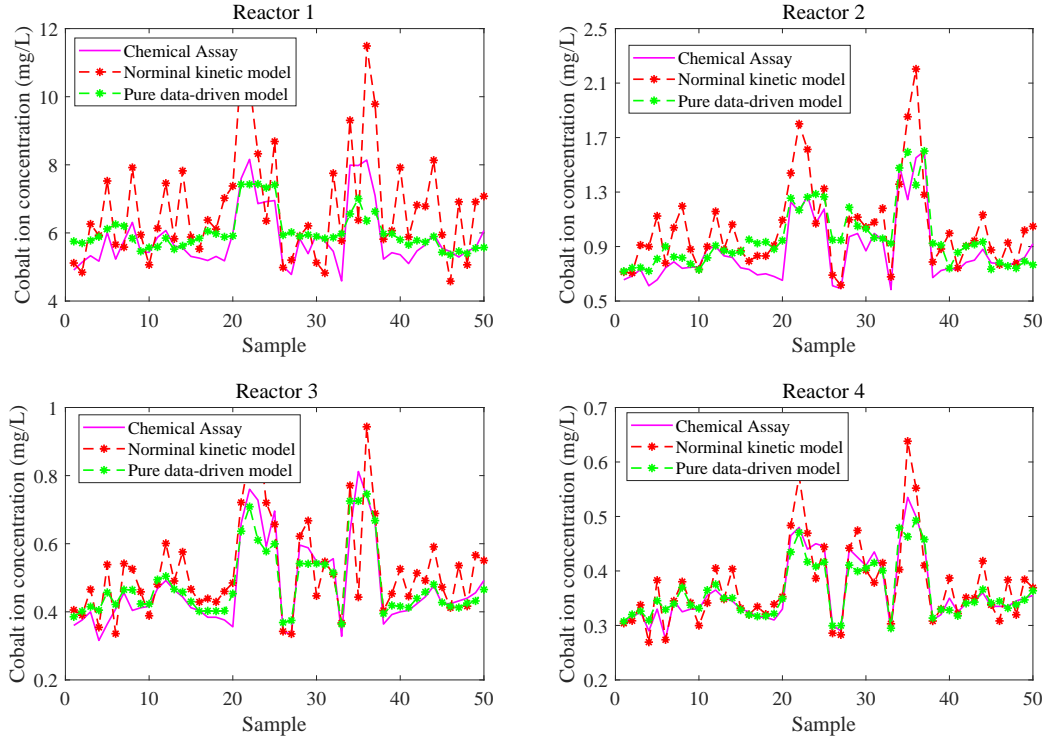 Reactor 1
Cobalt ion concentration (mg/L)
12
10
8
6
4
Chemical Assay
Norminal kinetic model
Pure data-driven model
0 10 20 30 40 50
Sample
Reactor 2
Cobalt ion concentration (mg/L)
2.5
2.1
1.7
1.3
0.9
0.5
Chemical Assay
Norminal kinetic model
Pure data-driven model
0 10 20 30 40 50
Sample
Reactor 3
Cobalt ion concentration (mg/L)
1
0.8
0.6
0.4
0.2
Chemical Assay
Norminal kinetic model
Pure data-driven model
0 10 20 30 40 50
Sample
Reactor 4
Cobalt ion concentration (mg/L)
0.7
0.6
0.5
0.4
0.3
0.2
Chemical Assay
Norminal kinetic model
Pure data-driven model
0 10 20 30 40 50
Sample